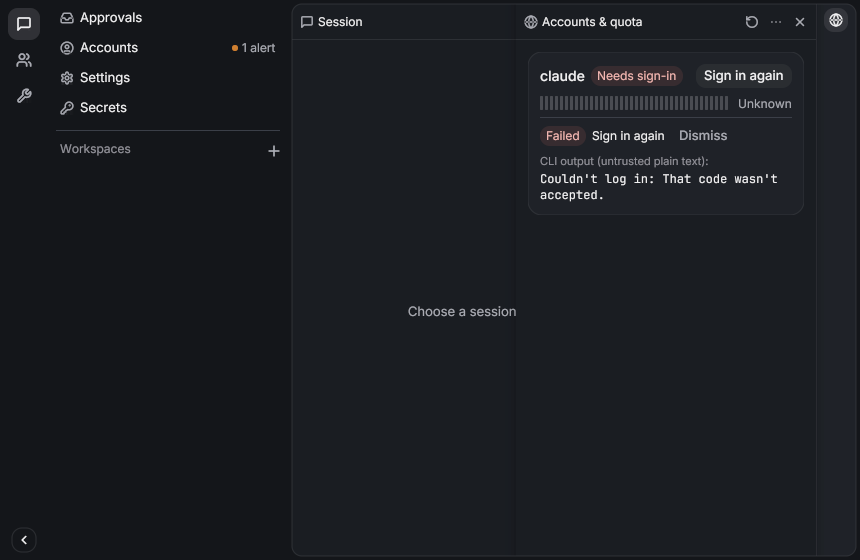 Approvals
Accounts
1 alert
Settings
Secrets
Workspaces
Session
Choose a session
Accounts & quota
claude
Needs sign-in
Sign in again
Unknown
Failed
Sign in again
Dismiss
CLI output (untrusted plain text):
Couldn't log in: That code wasn't
accepted.